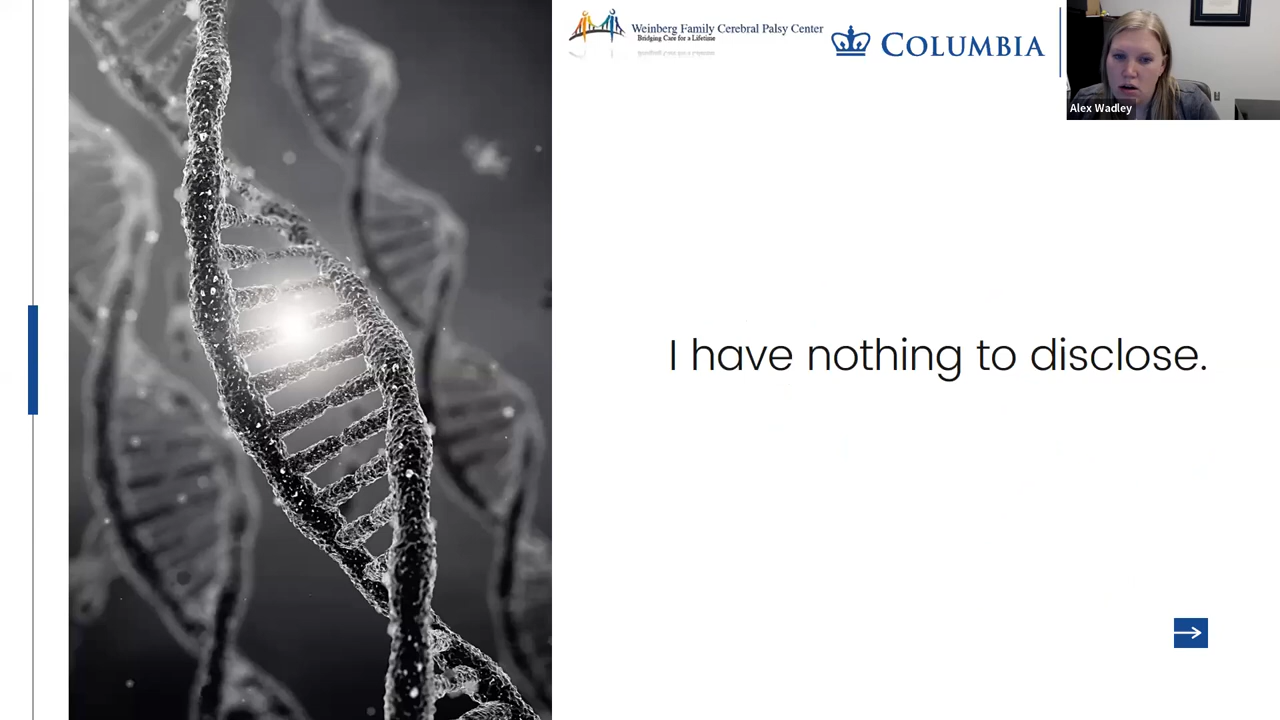 Weinberg Family Cerebral Palsy Center
Bridging Care for a Lifetime
COLUMBIA
Alex Wadley
I have nothing to disclose.